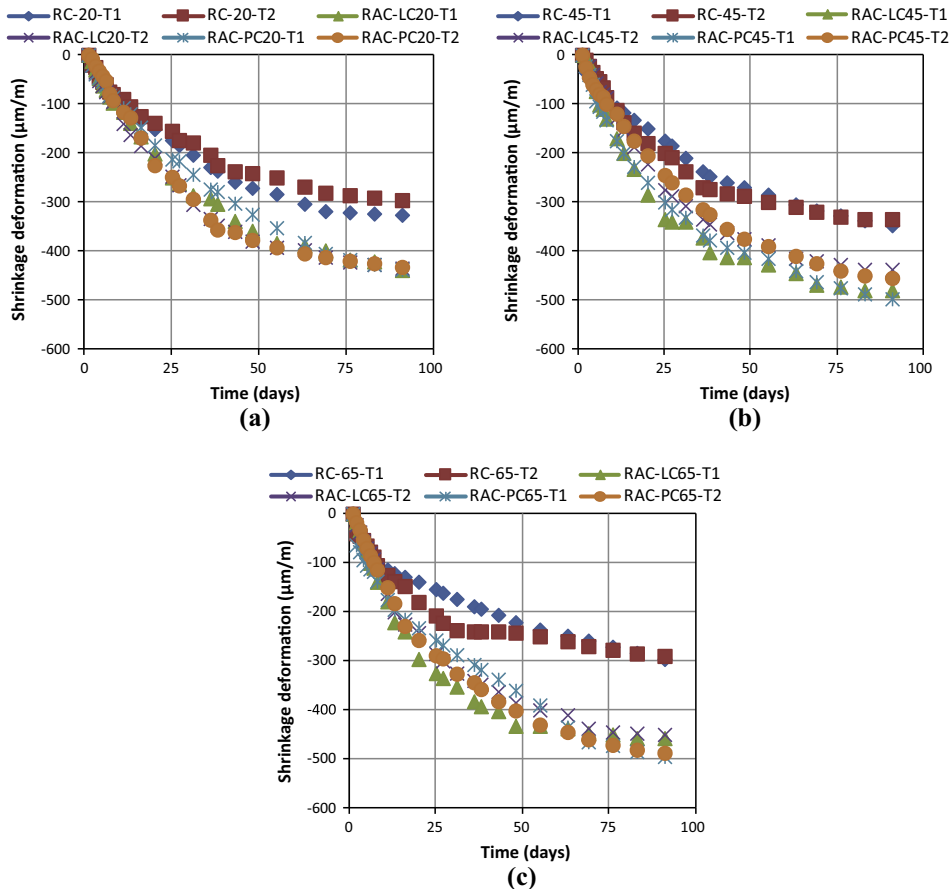 RC-20-T1 RC-20-T2 RAC-LC20-T1
RAC-LC20-T2 RAC-PC20-T1 RAC-PC20-T2
0
-100
-200
-300
-400
-500
-600
Shrinkage deformation (µm/m)
0 25 50 75 100
Time (days)
(a)
RC-45-T1 RC-45-T2 RAC-LC45-T1
RAC-LC45-T2 RAC-PC45-T1 RAC-PC45-T2
0
-100
-200
-300
-400
-500
-600
Shrinkage deformation (µm/m)
0 25 50 75 100
Time (days)
(b)
RC-65-T1 RC-65-T2 RAC-LC65-T1
RAC-LC65-T2 RAC-PC65-T1 RAC-PC65-T2
0
-100
-200
-300
-400
-500
-600
Shrinkage deformation (µm/m)
0 25 50 75 100
Time (days)
(c)